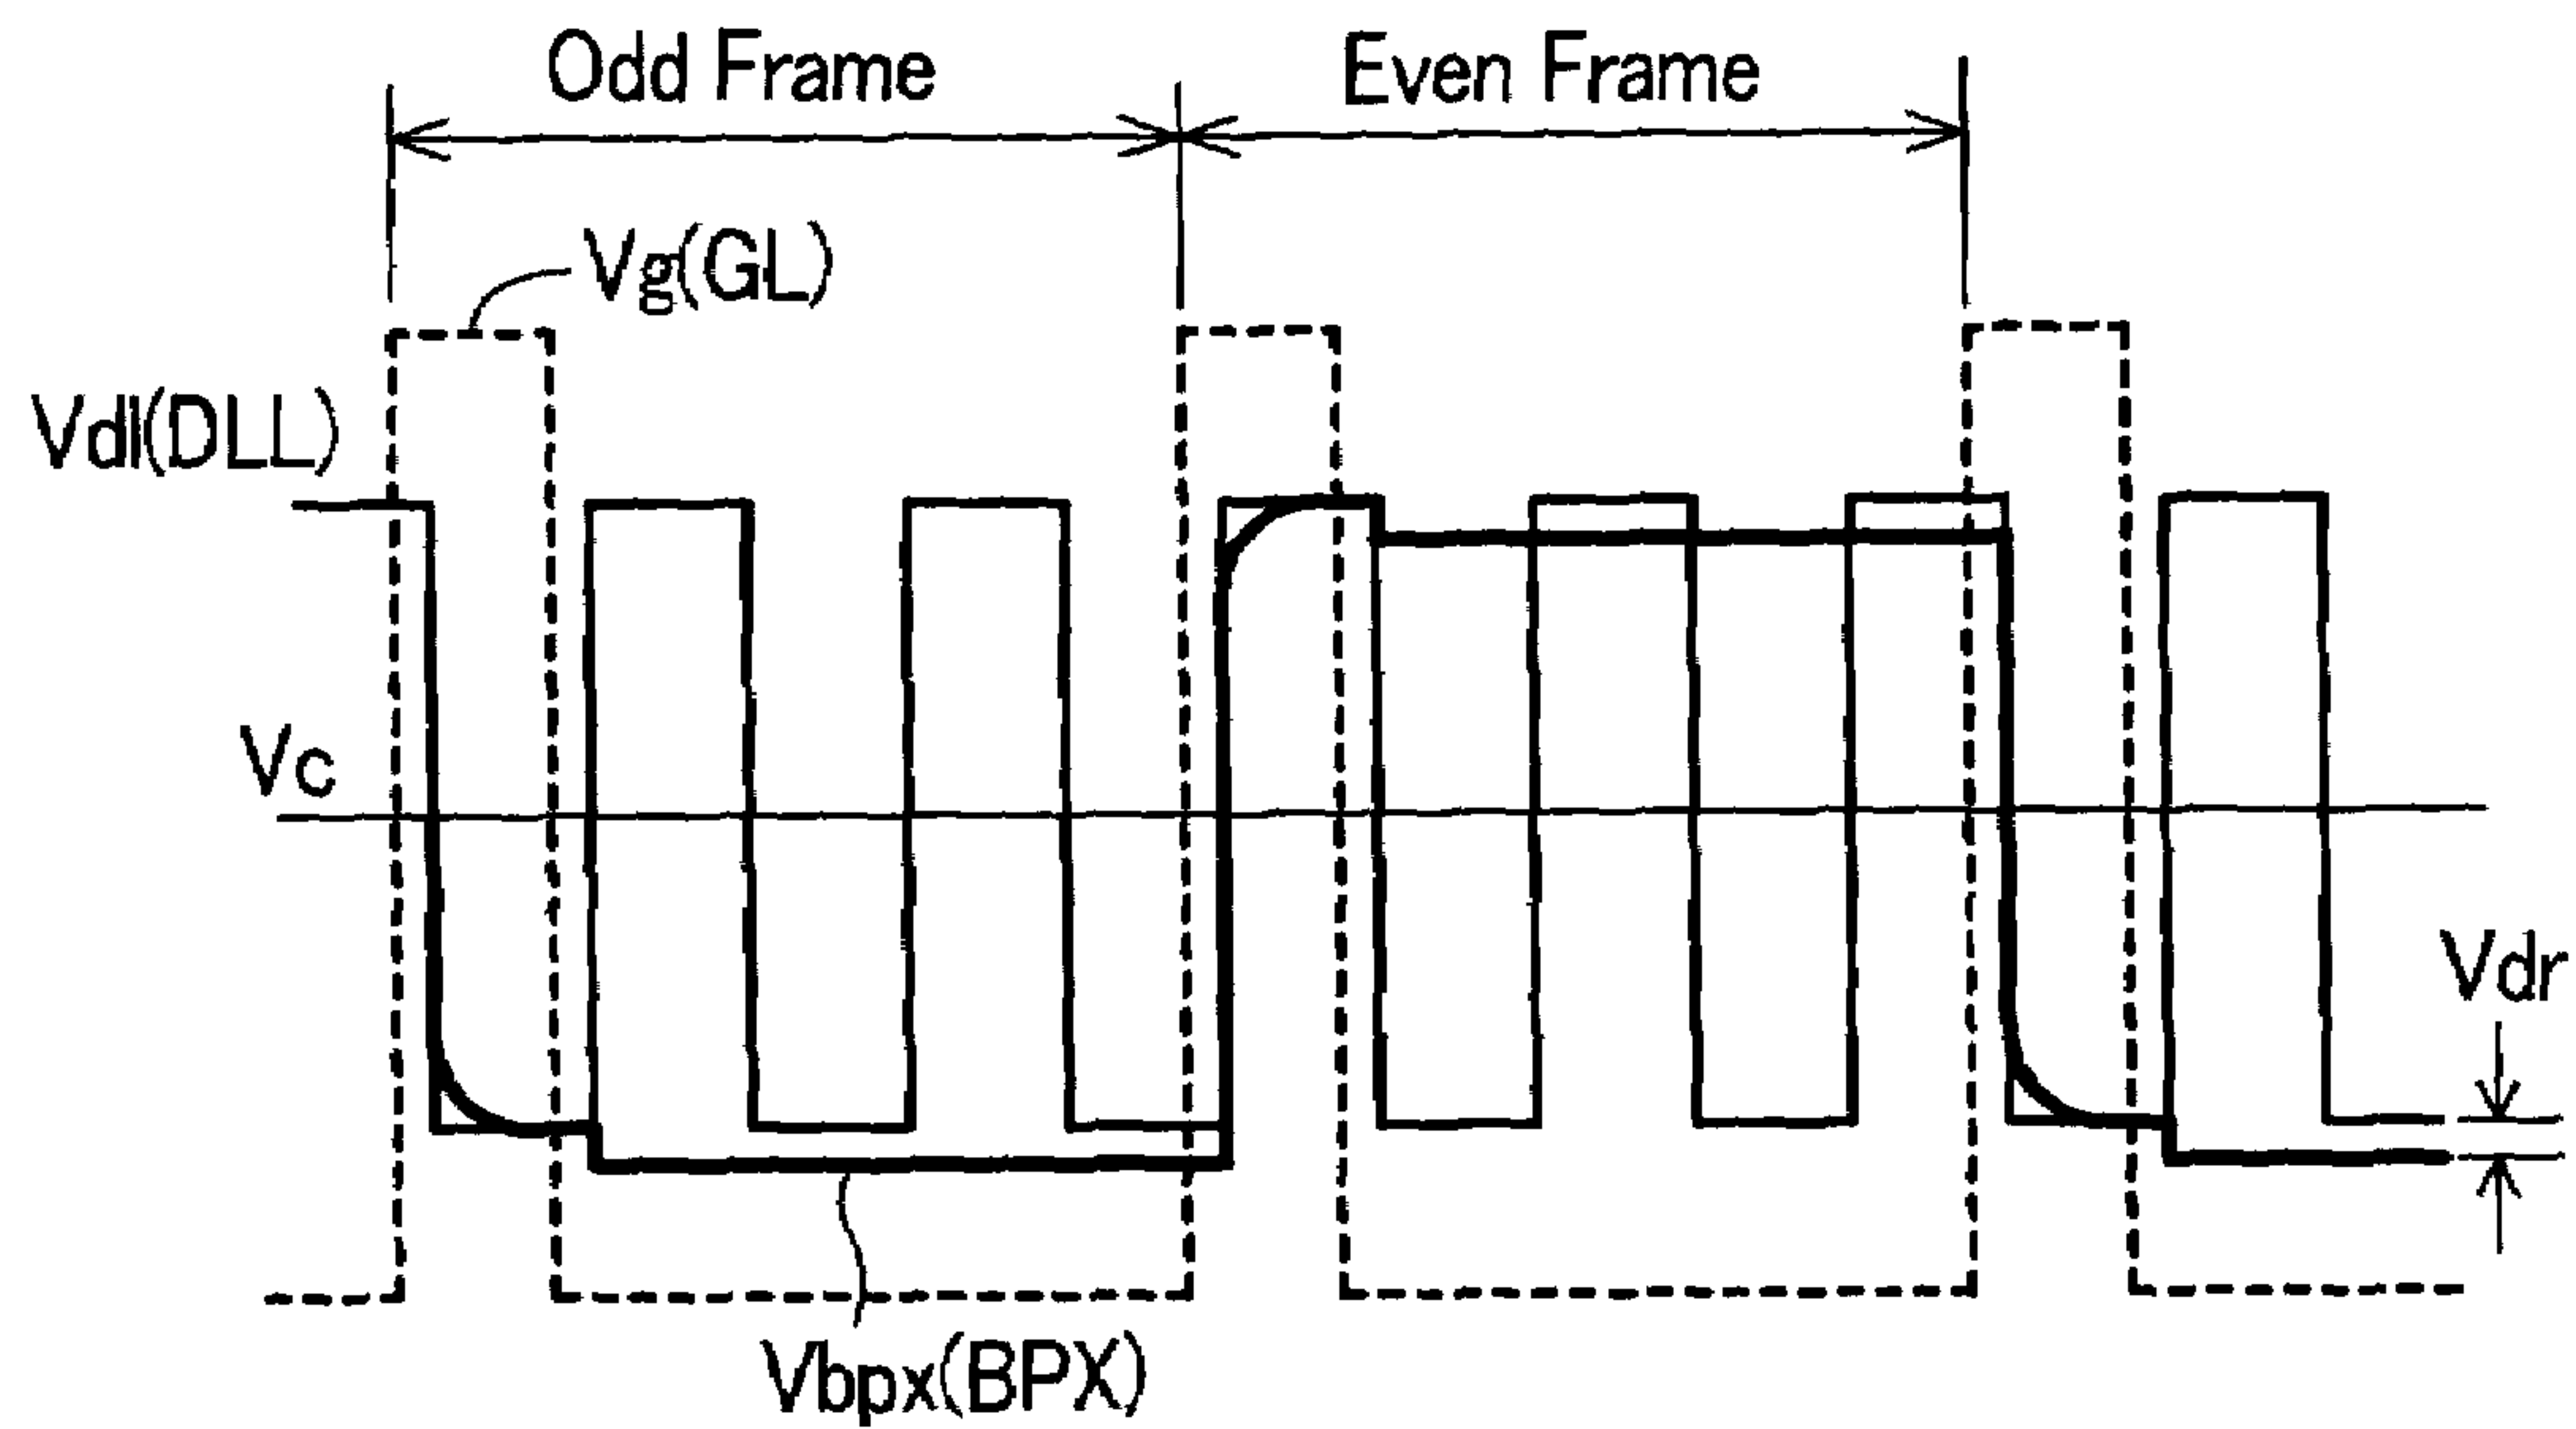 Odd Frame
Even Frame
Vg(GL)
Vdl(DLL)
Vc
Vdr
Vbpx(BPX)